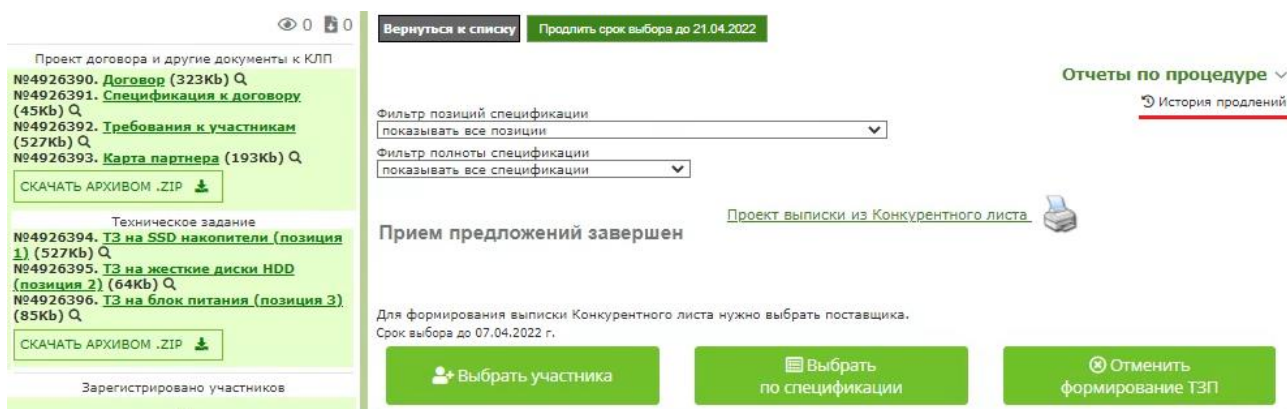 0 0
Проект договора и другие документы к КЛП
№4926390. Договор (323Kb)
№4926391. Спецификация к договору
(45Kb)
№4926392. Требования к участникам
(527Kb)
№4926393. Карта партнера (193Kb)
СКАЧАТЬ АРХИВОМ .ZIP
Техническое задание
№4926394. ТЗ на SSD накопители (позиция
1) (527Kb)
№4926395. ТЗ на жесткие диски HDD
(позиция 2) (64Kb)
№4926396. ТЗ на блок питания (позиция 3)
(85Kb)
СКАЧАТЬ АРХИВОМ .ZIP
Зарегистрировано участников
Вернуться к списку
Продлить срок выбора до 21.04.2022
Отчеты по процедуре
История продлений
Фильтр позиций спецификации
показывать все позиции
Фильтр полноты спецификации
показывать все спецификации
Проект выписки из Конкурентного листа
Прием предложений завершен
Для формирования выписки Конкурентного листа нужно выбрать поставщика.
Срок выбора до 07.04.2022 г.
Выбрать участника
Выбрать
по спецификации
Отменить
формирование ТЗП